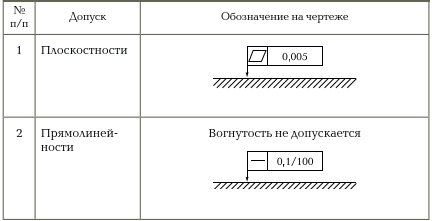 №
п/п
Допуск
Обозначение на чертеже
1
Плоскостности
0,005
2
Прямолиней-
ности
Вогнутость не допускается
0,1/100